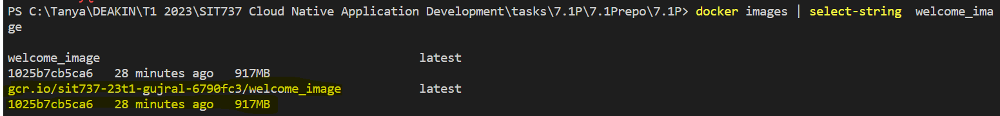 PS C:\Tanya\DEAKIN\T1 2023\SIT737 Cloud Native Application Development\tasks\7.1P\7.1Prepo\7.1P> docker images | select-string  welcome_ima
ge
welcome_image                                          latest
1025b7cb5ca6   28 minutes ago   917MB
gcr.io/sit737-23t1-gujral-6790fc3/welcome_image           latest
1025b7cb5ca6   28 minutes ago   917MB